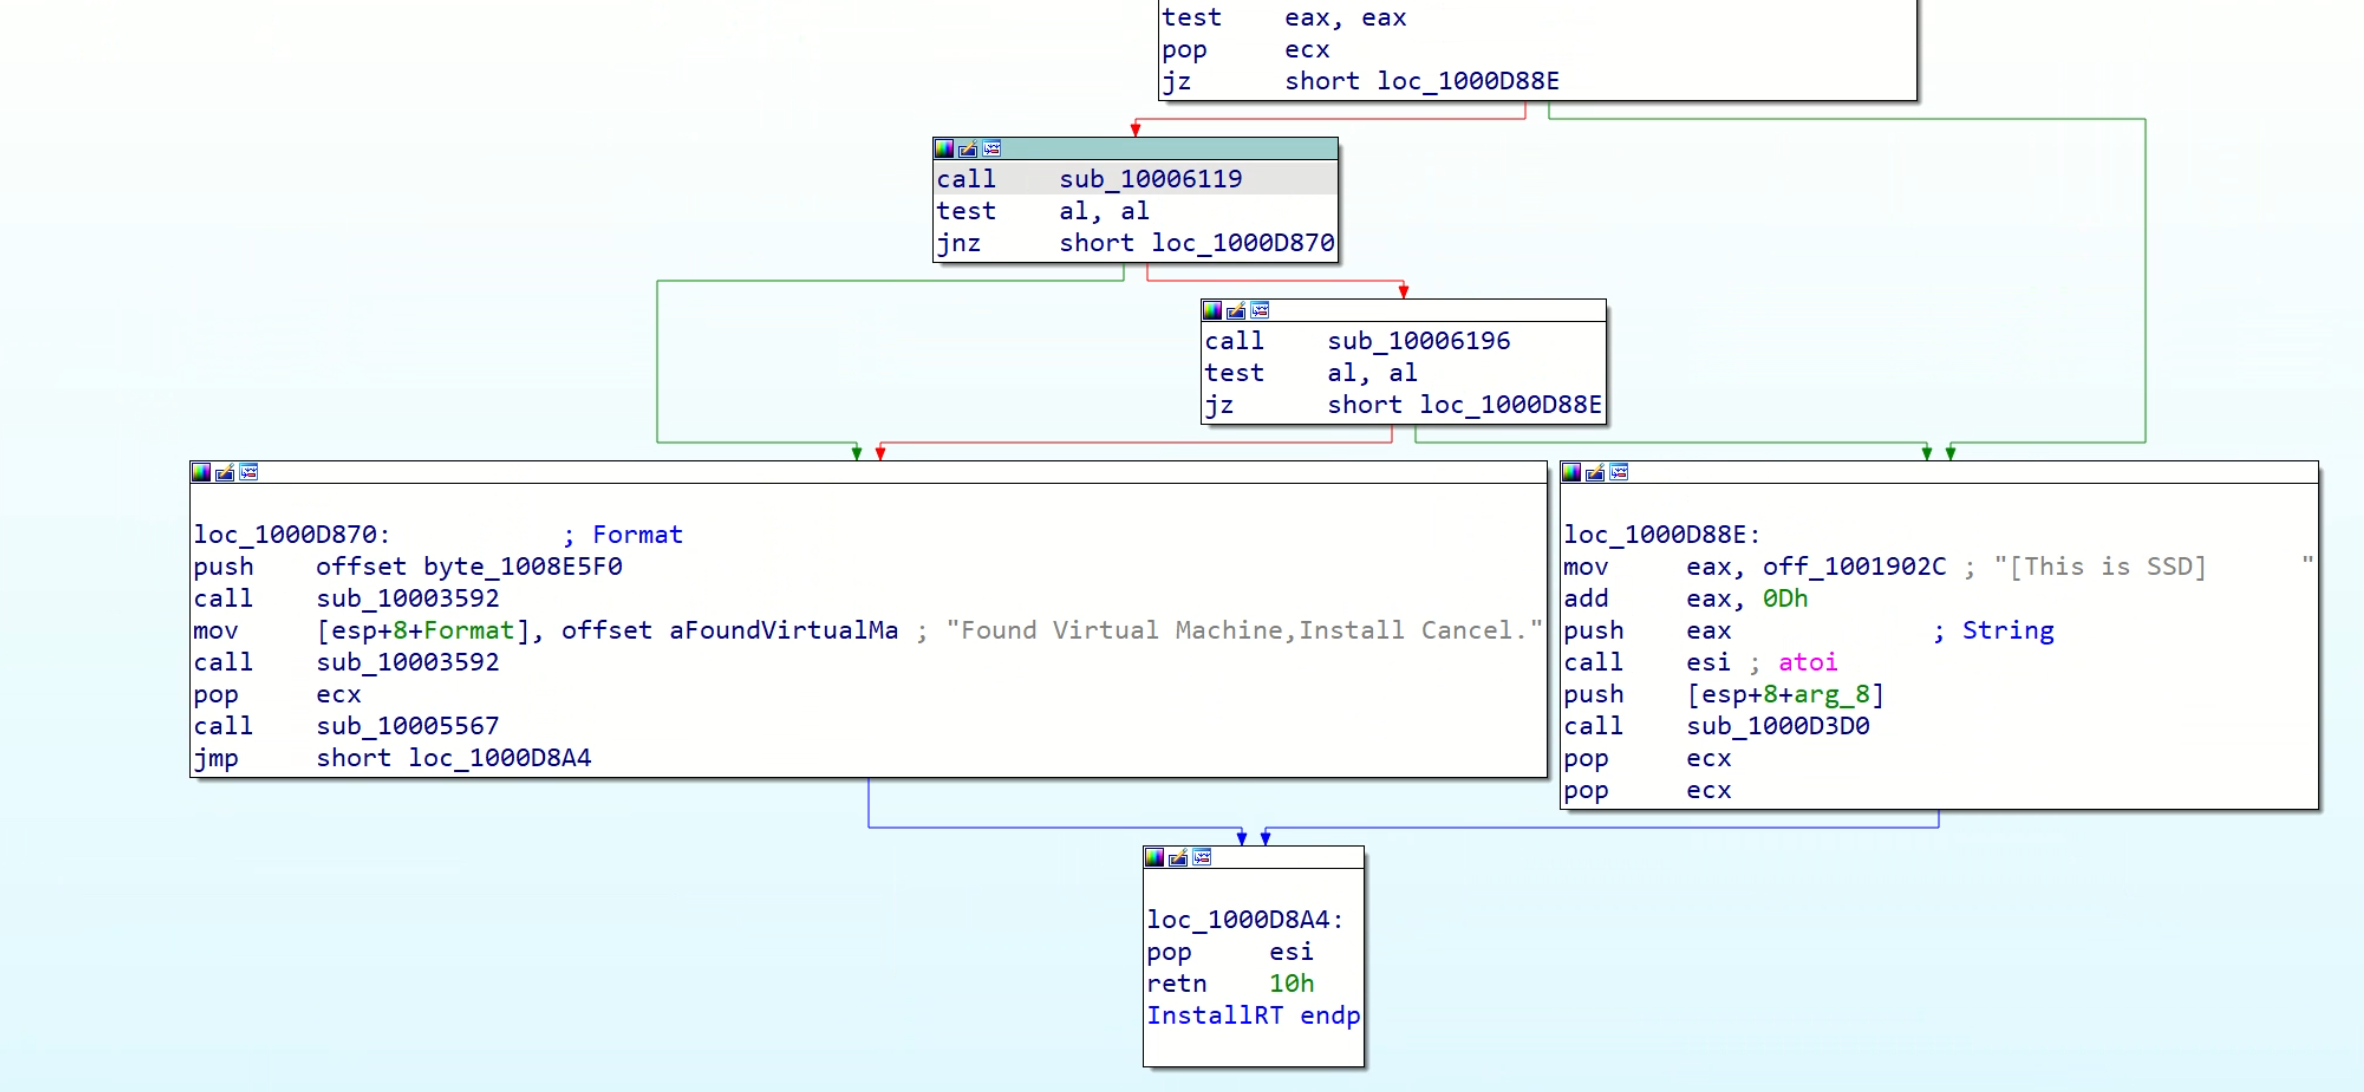 test eax, eax
pop ecx
jz short loc_1000D88E
call sub_10006119
test al, al
jnz short loc_1000D870
call sub_10006196
test al, al
jz short loc_1000D88E
loc_1000D870: ; Format
push offset byte_1008E5F0
call sub_10003592
mov [esp+8+Format], offset aFoundVirtualMa ; "Found Virtual Machine,Install Cancel."
call sub_10003592
pop ecx
call sub_10005567
jmp short loc_1000D8A4
loc_1000D88E:
mov eax, off_1001902C ; "[This is SSD] "
add eax, 0Dh
push eax ; String
call esi ; atoi
push [esp+8+arg_8]
call sub_1000D3D0
pop ecx
pop ecx
loc_1000D8A4:
pop esi
retn 10h
InstallRT endp